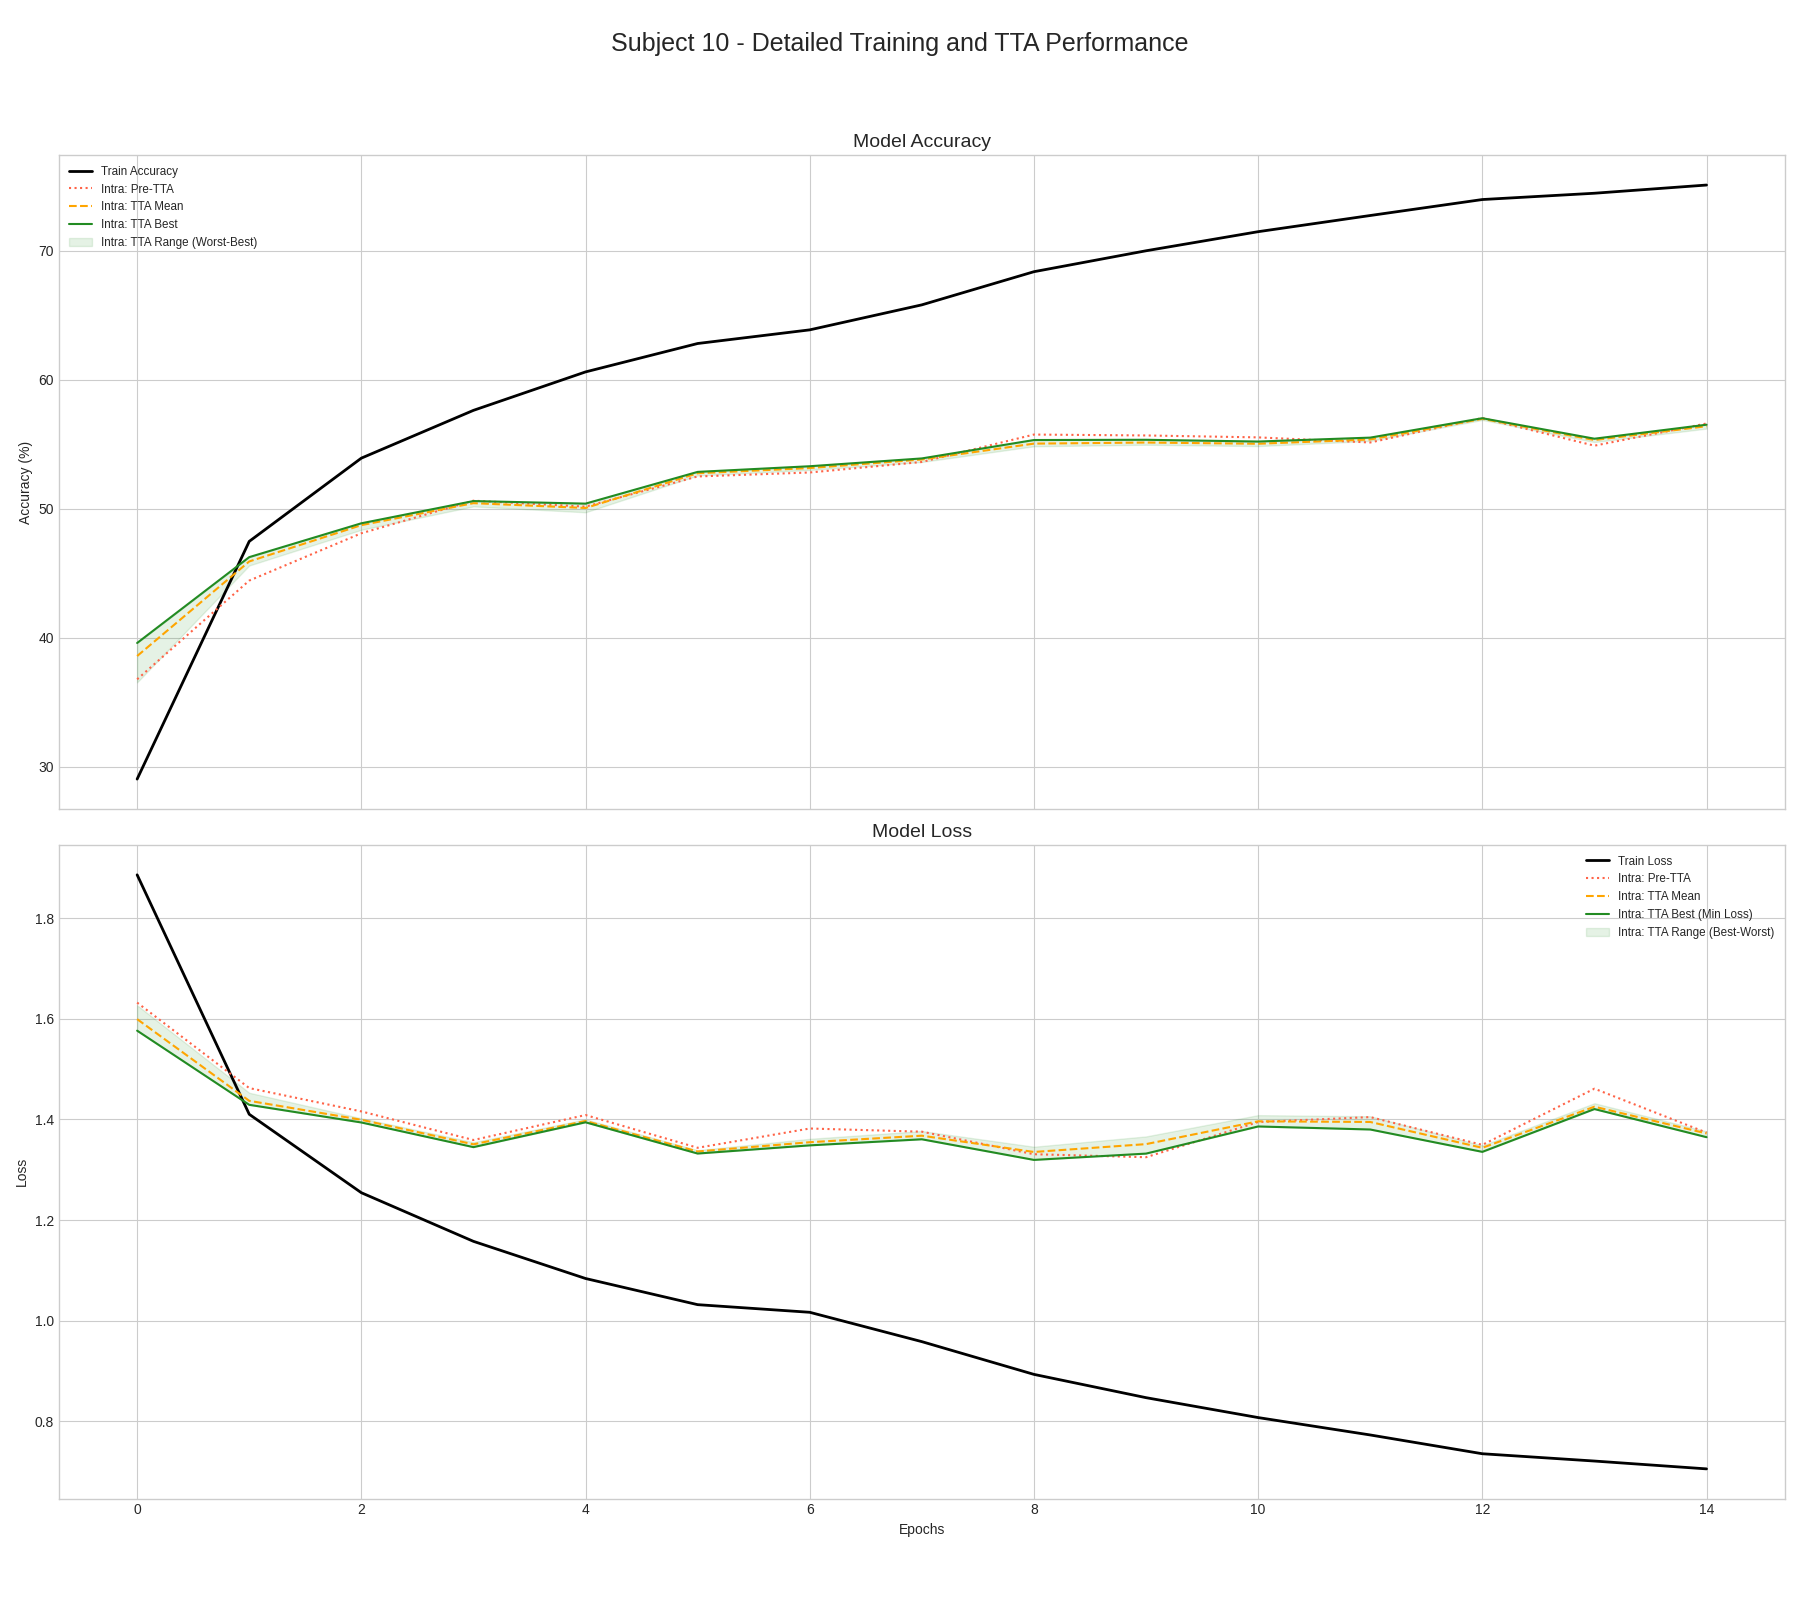 Subject 10 - Detailed Training and TTA Performance
Model Accuracy
Train Accuracy
Intra: Pre-TTA
Intra: TTA Mean
Intra: TTA Best
Intra: TTA Range (Worst-Best)
Accuracy (%)
70
60
50
40
30
Model Loss
Train Loss
Intra: Pre-TTA
Intra: TTA Mean
Intra: TTA Best (Min Loss)
Intra: TTA Range (Best-Worst)
Loss
1.8
1.6
1.4
1.2
1.0
0.8
0 2 4 6 8 10 12 14
Epochs